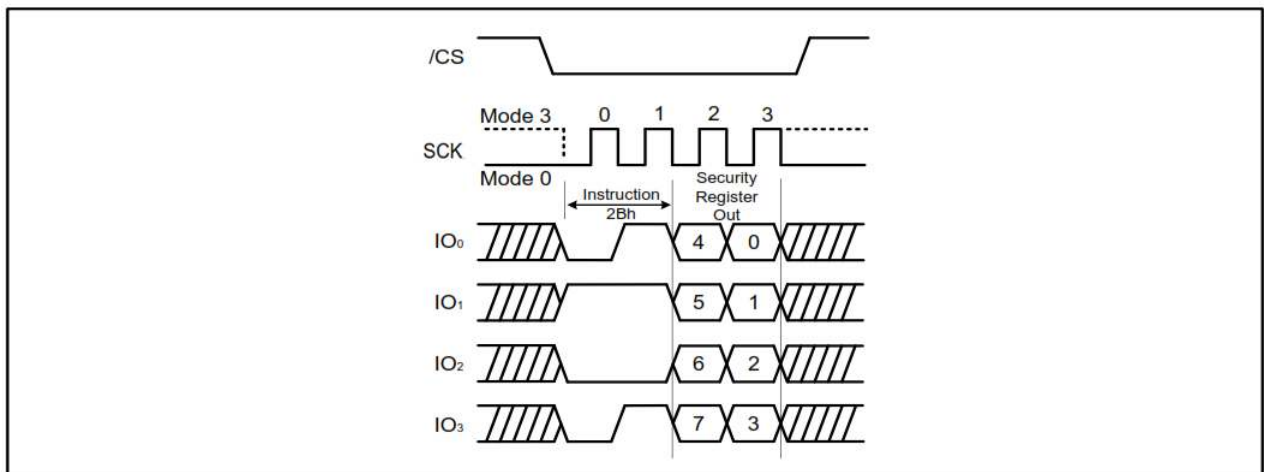 /CS
Mode 3 0 1 2 3
SCK
Mode 0
Instruction
2Bh
Security
Register
Out
IO₀ 4 0
IO₁ 5 1
IO₂ 6 2
IO₃ 7 3